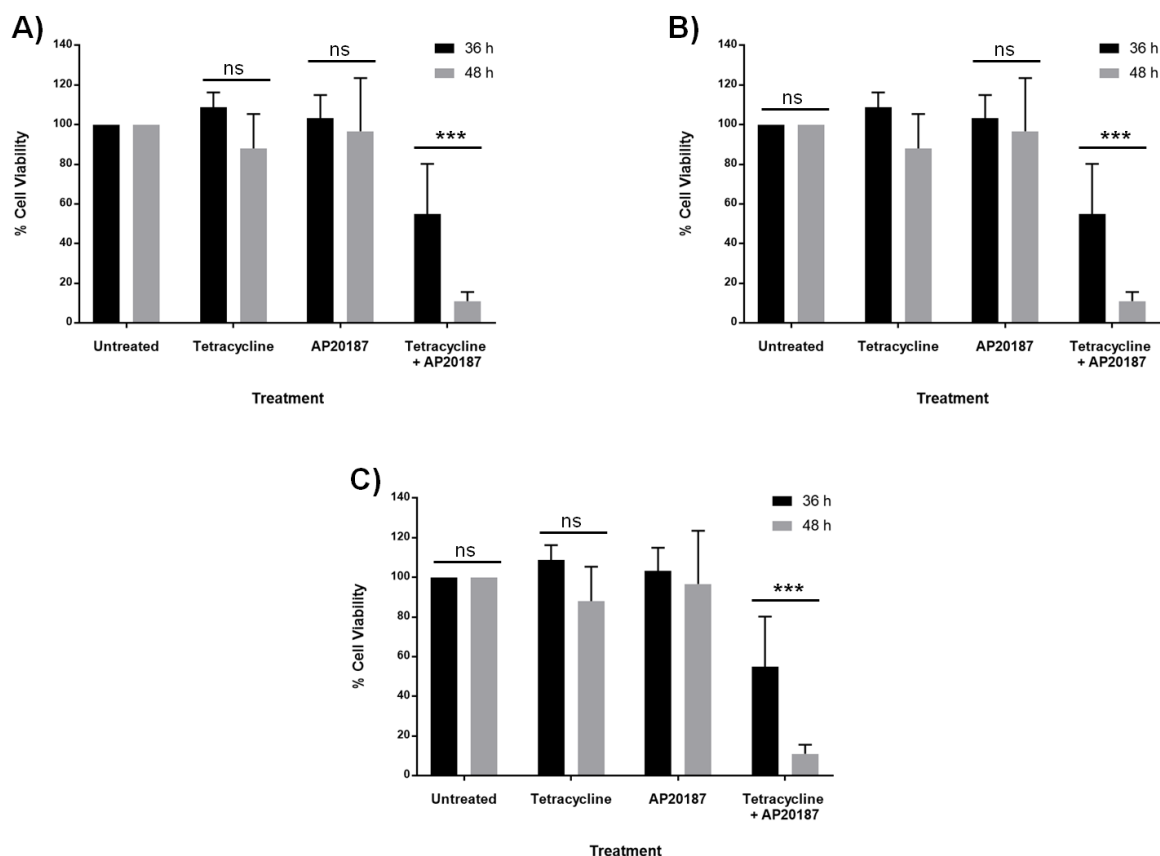 A)
140
120
100
80
60
40
20
0
% Cell Viability
ns
ns
***
36 h
48 h
Untreated
Tetracycline
AP20187
Tetracycline
+ AP20187
Treatment
B)
140
120
100
80
60
40
20
0
% Cell Viability
ns
ns
***
36 h
48 h
Untreated
Tetracycline
AP20187
Tetracycline
+ AP20187
Treatment
C)
140
120
100
80
60
40
20
0
% Cell Viability
ns
ns
***
36 h
48 h
Untreated
Tetracycline
AP20187
Tetracycline
+ AP20187
Treatment